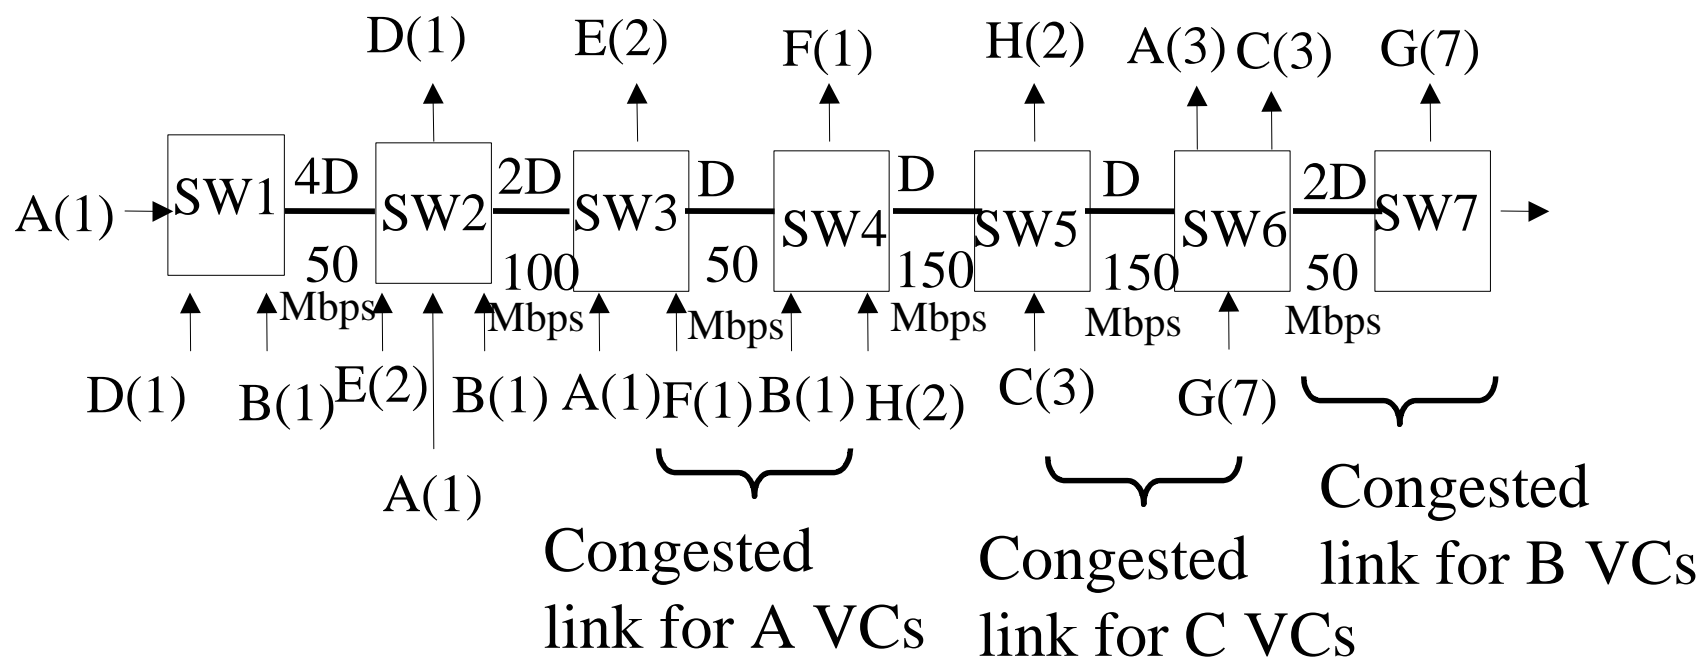 D(1) E(2) F(1) H(2) A(3) C(3) G(7)
4D 2D D D D 2D
A(1) SW1 SW2 SW3 SW4 SW5 SW6 SW7
50 100 50 150 150 50
Mbps Mbps Mbps Mbps Mbps Mbps
D(1) B(1) E(2) B(1) A(1) F(1) B(1) H(2) C(3) G(7)
A(1)
Congested
link for A VCs
Congested
link for C VCs
Congested
link for B VCs